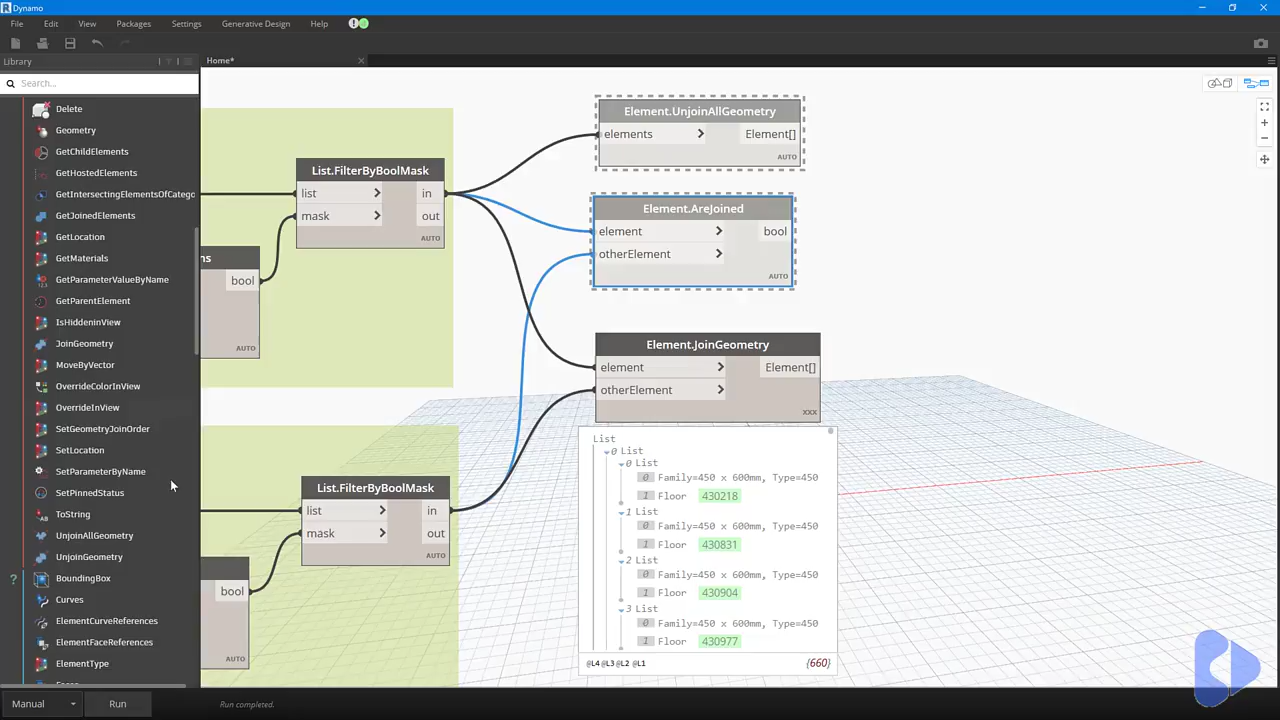 Dynamo
File Edit View Packages Settings Generative Design Help
Library
Home*
Search...
Delete
Geometry
GetChildElements
GetHostedElements
GetIntersectingElementsOfCatego
GetJoinedElements
GetLocation
GetMaterials
GetParameterValueByName
GetParentElement
IsHiddeninView
JoinGeometry
MoveByVector
OverrideColorInView
OverrideInView
SetGeometryJoinOrder
SetLocation
SetParameterByName
SetPinnedStatus
ToString
UnjoinAllGeometry
UnjoinGeometry
BoundingBox
Curves
ElementCurveReferences
ElementFaceReferences
ElementType
ns
bool
AUTO
List.FilterByBoolMask
list > in
mask > out
AUTO
bool
AUTO
List.FilterByBoolMask
list > in
mask > out
AUTO
Element.UnjoinAllGeometry
elements > Element[]
AUTO
Element.AreJoined
element > bool
otherElement >
AUTO
Element.JoinGeometry
element > Element[]
otherElement >
XXX
List
0 List
0 List
0 Family=450 x 600mm, Type=450
1 Floor 430218
1 List
0 Family=450 x 600mm, Type=450
1 Floor 430831
2 List
0 Family=450 x 600mm, Type=450
1 Floor 430904
3 List
0 Family=450 x 600mm, Type=450
1 Floor 430977
@L4 @L3 @L2 @L1 {660}
Manual Run Run completed.